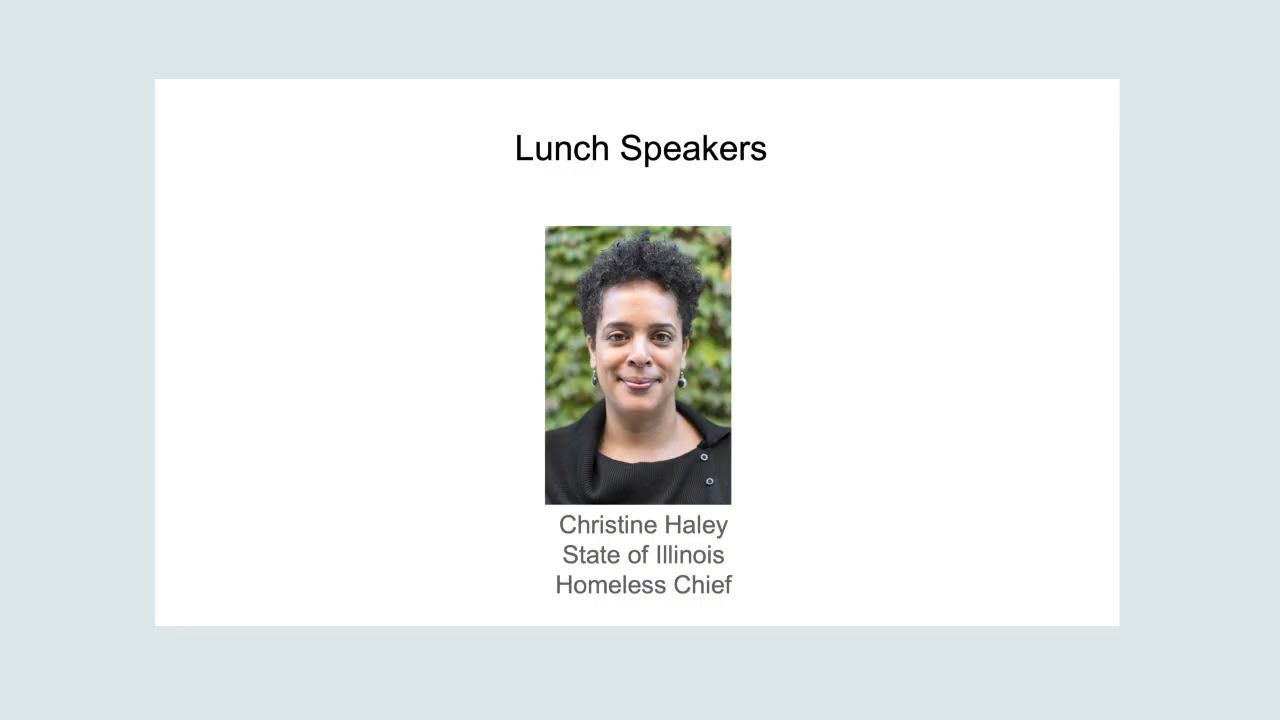 Lunch Speakers
Christine Haley
State of Illinois
Homeless Chief